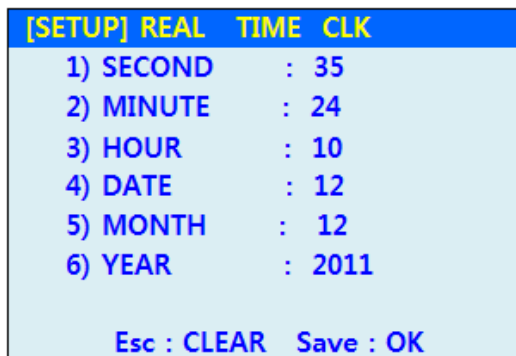 [SETUP] REAL TIME CLK
1) SECOND : 35
2) MINUTE : 24
3) HOUR : 10
4) DATE : 12
5) MONTH : 12
6) YEAR : 2011
Esc : CLEAR Save : OK